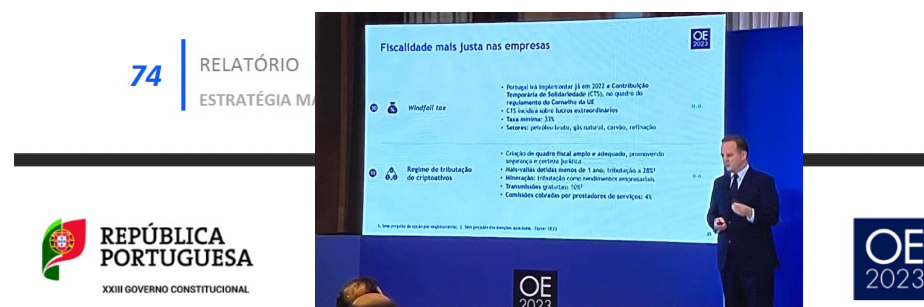 74
RELATÓRIO
ESTRATÉGIA
Fiscalidade mais justa nas empresas
OE
2023
Windfall tax
• Portugal irá implementar já em 2022 a Contribuição
Temporária de Solidariedade (CTS), no quadro do
regulamento do Conselho da UE
• CTS incidirá sobre lucros extraordinários
• Taxa mínima: 33%
• Setores: petróleo bruto, gás natural, carvão, refinação
n.a.
Regime de tributação
de criptoativos
• Criação de quadro fiscal amplo e adequado, promovendo
segurança e certeza jurídica
• Mais-valias detidas menos de 1 ano: tributação a 28%¹
• Mineração: tributação como rendimentos empresariais
• Transmissões gratuitas: 10%²
• Comissões cobradas por prestadores de serviços: 4%
n.a.
REPÚBLICA
PORTUGUESA
XXIII GOVERNO CONSTITUCIONAL
OE
2023
OE
2023